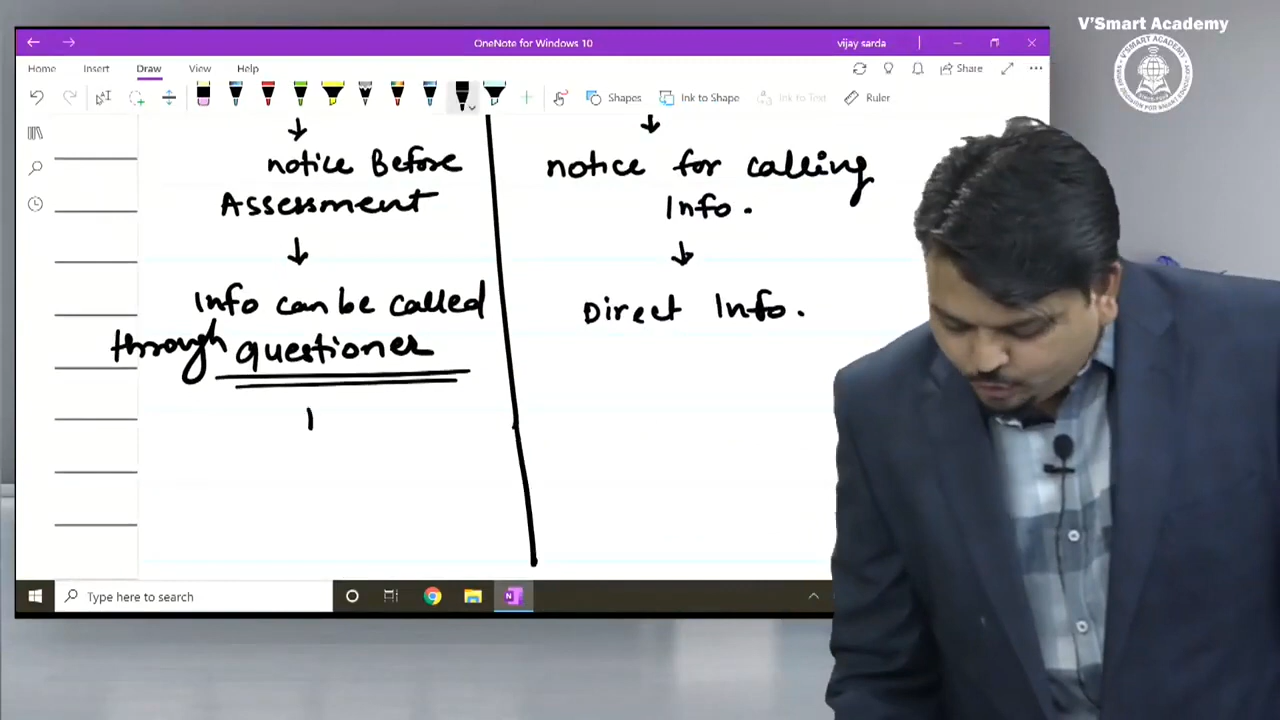 V'Smart Academy
OneNote for Windows 10
vijay sarda
Home Insert Draw View Help
Share
Shapes Ink to Shape Ink to Text Ruler
notice Before
Assessment
Info can be called
through questioner
1
notice for calling
Info.
Direct Info.
Type here to search